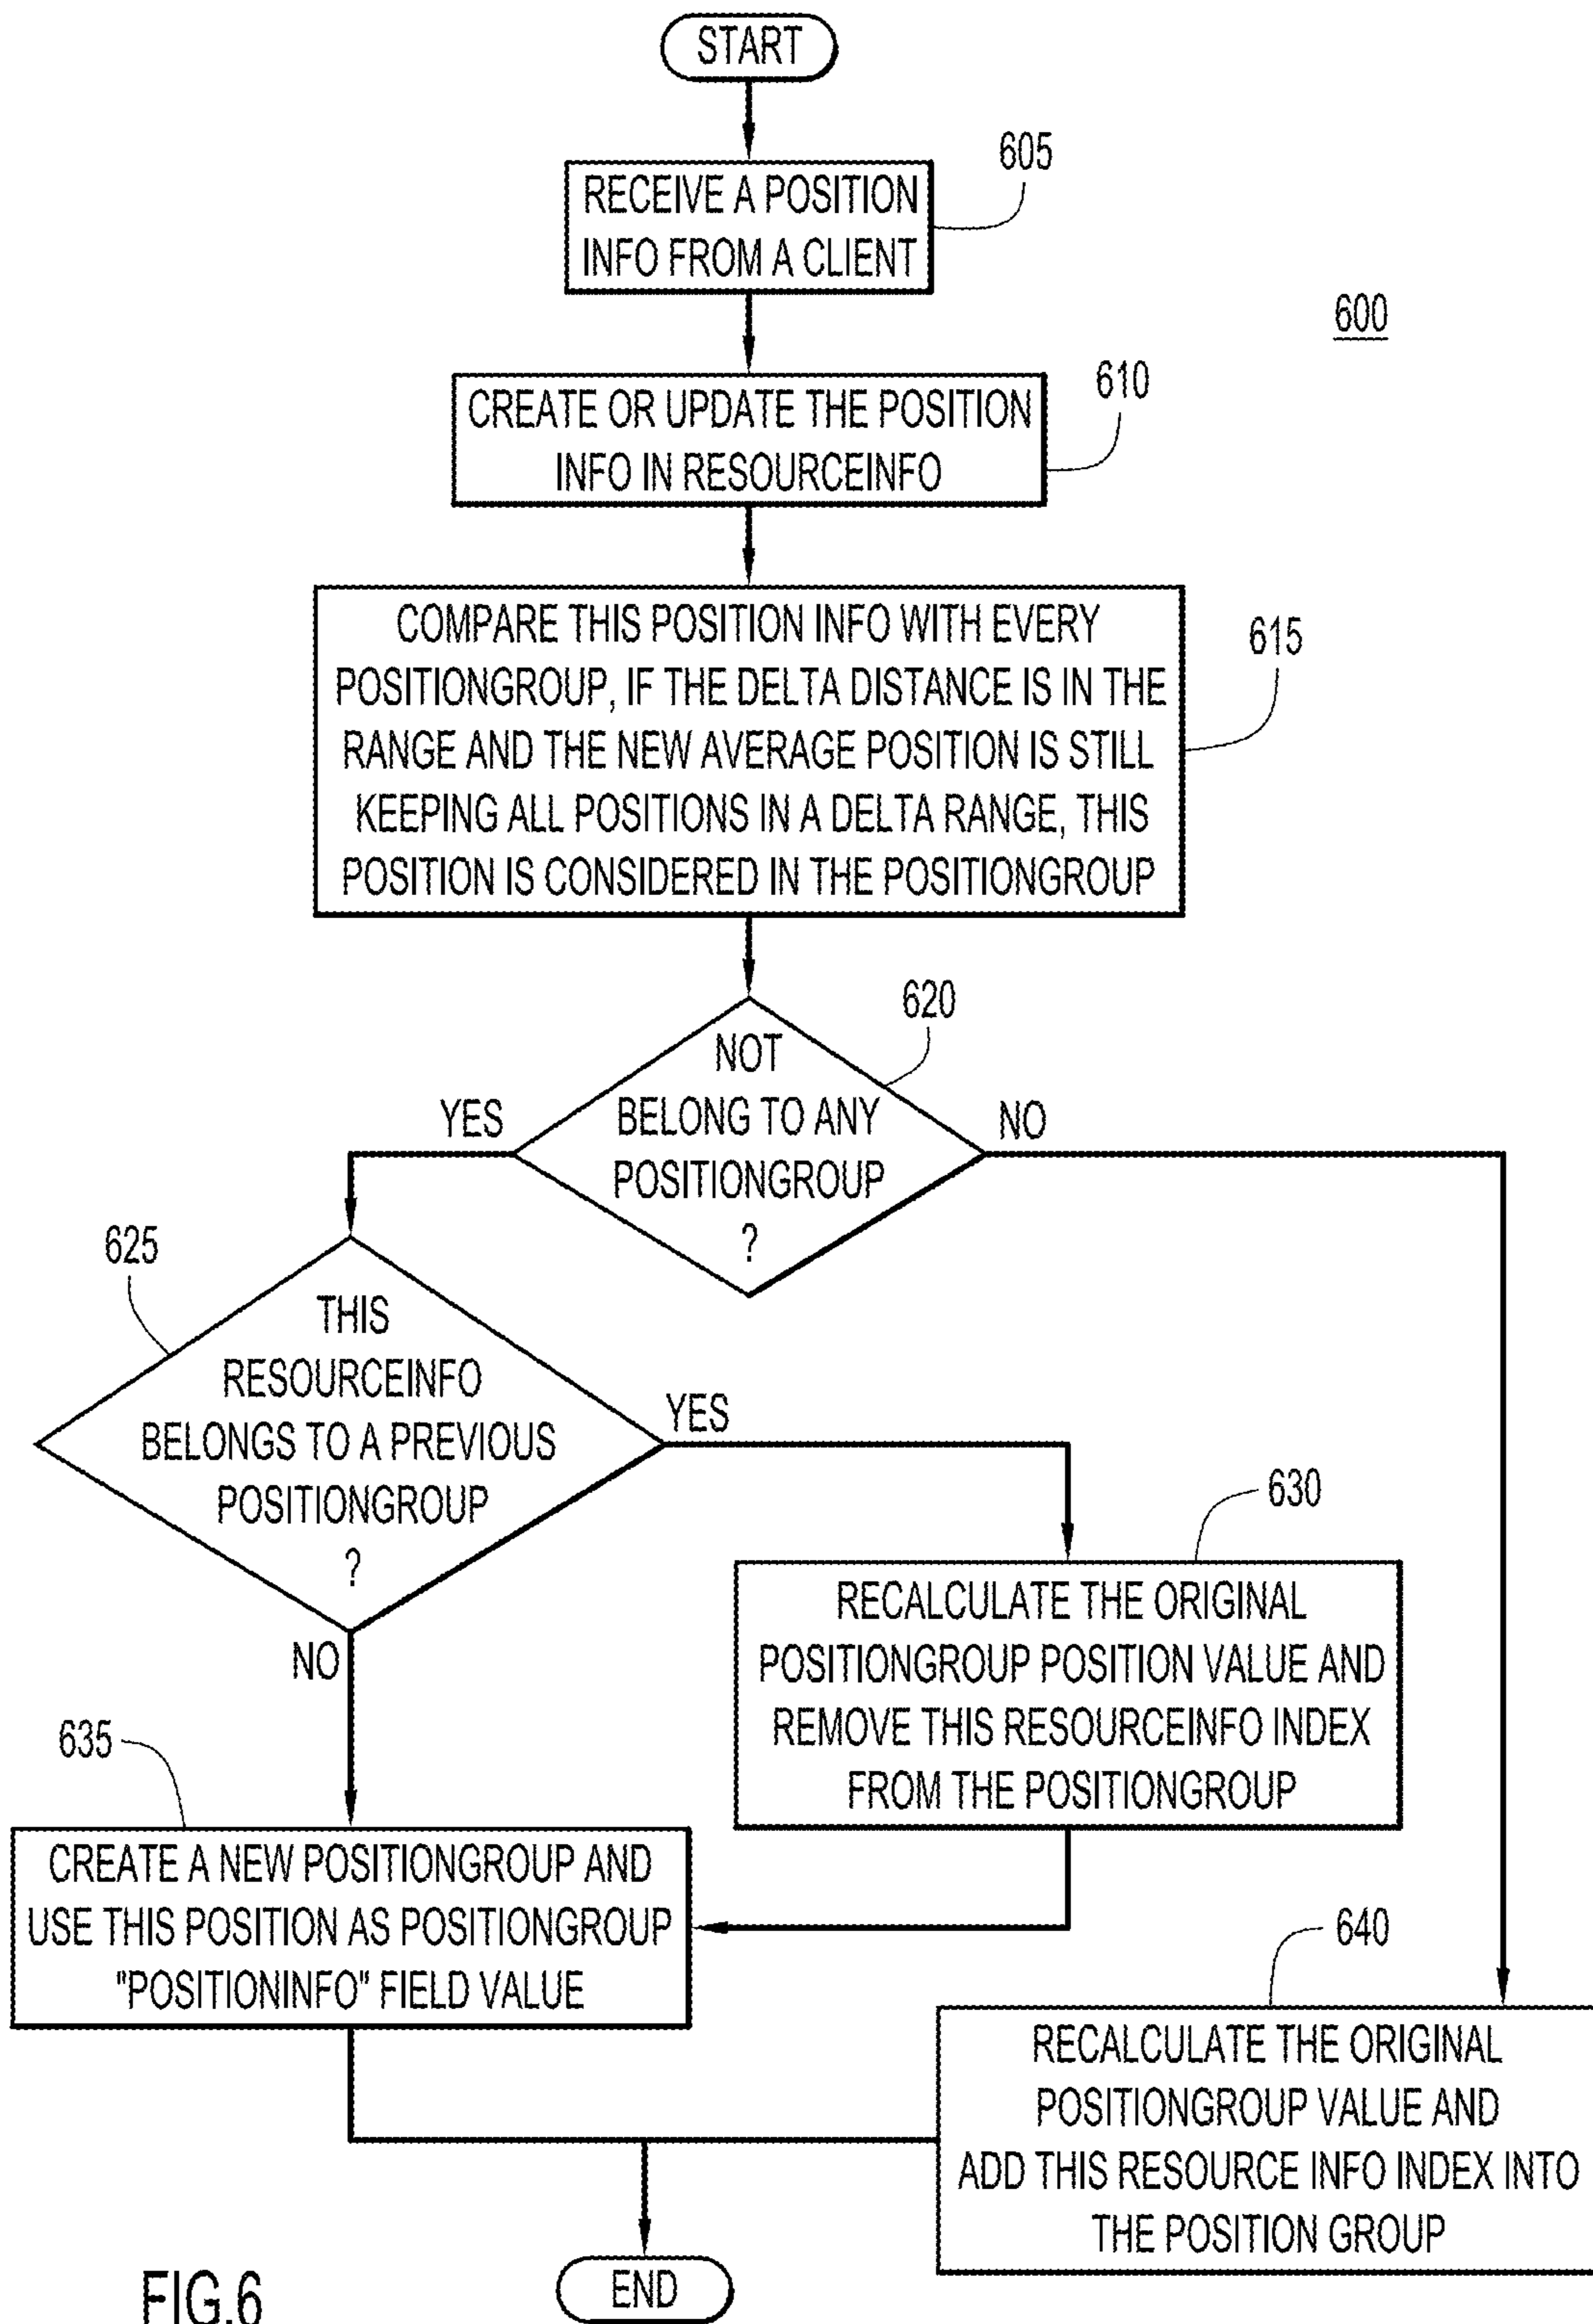 START
605
RECEIVE A POSITION
INFO FROM A CLIENT
600
610
CREATE OR UPDATE THE POSITION
INFO IN RESOURCEINFO
615
COMPARE THIS POSITION INFO WITH EVERY
POSITIONGROUP, IF THE DELTA DISTANCE IS IN THE
RANGE AND THE NEW AVERAGE POSITION IS STILL
KEEPING ALL POSITIONS IN A DELTA RANGE, THIS
POSITION IS CONSIDERED IN THE POSITIONGROUP
620
NOT
BELONG TO ANY
POSITIONGROUP
?
YES
NO
625
THIS
RESOURCEINFO
BELONGS TO A PREVIOUS
POSITIONGROUP
?
YES
NO
630
RECALCULATE THE ORIGINAL
POSITIONGROUP POSITION VALUE AND
REMOVE THIS RESOURCEINFO INDEX
FROM THE POSITIONGROUP
635
CREATE A NEW POSITIONGROUP AND
USE THIS POSITION AS POSITIONGROUP
"POSITIONINFO" FIELD VALUE
640
RECALCULATE THE ORIGINAL
POSITIONGROUP VALUE AND
ADD THIS RESOURCE INFO INDEX INTO
THE POSITION GROUP
END
FIG.6